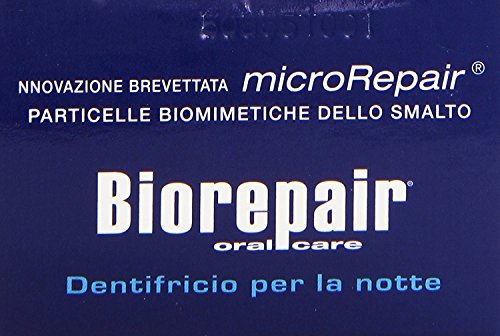 NNOVAZIONE BREVETTATA microRepair®
PARTICELLE BIOMIMETICHE DELLO SMALTO
Biorepair®
oral care
Dentifricio per la notte